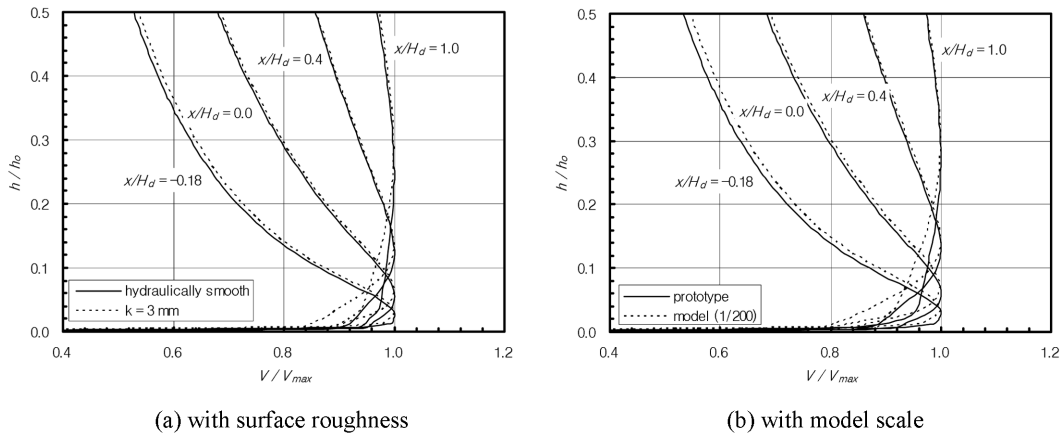 0.5
0.4
0.3
0.2
0.1
0.0
h / ho
x/Hd = 1.0
x/Hd = 0.4
x/Hd = 0.0
x/Hd = −0.18
hydraulically smooth
k = 3 mm
0.4 0.6 0.8 1.0 1.2
V / Vmax
(a) with surface roughness
0.5
0.4
0.3
0.2
0.1
0.0
h / ho
x/Hd = 1.0
x/Hd = 0.4
x/Hd = 0.0
x/Hd = −0.18
prototype
model (1/200)
0.4 0.6 0.8 1.0 1.2
V / Vmax
(b) with model scale